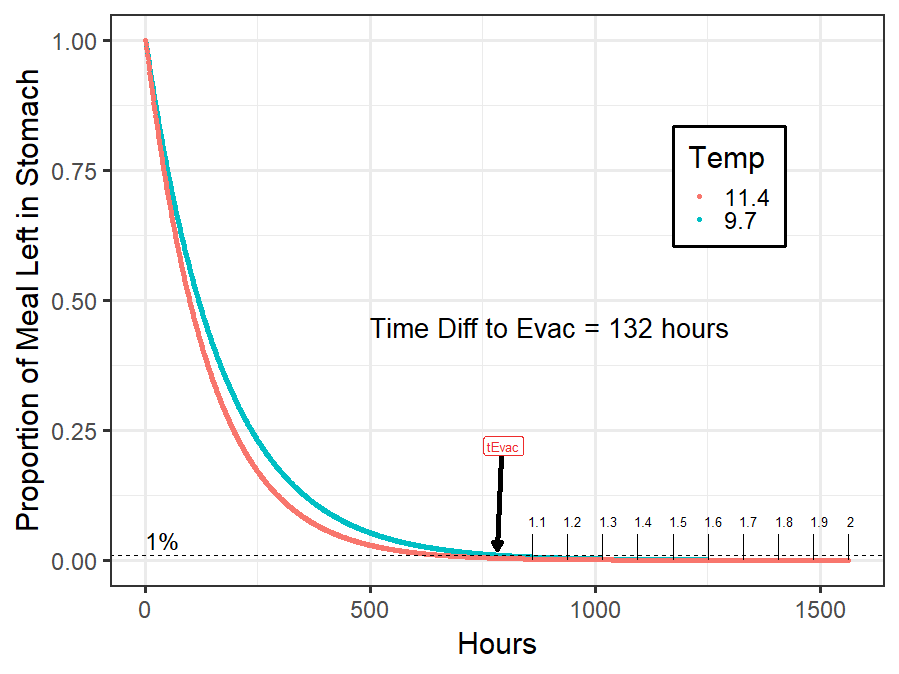 Proportion of Meal Left in Stomach
1.00
0.75
0.50
0.25
0.00
Temp
11.4
9.7
Time Diff to Evac = 132 hours
tEvac
1%
1.1 1.2 1.3 1.4 1.5 1.6 1.7 1.8 1.9 2
0 500 1000 1500
Hours